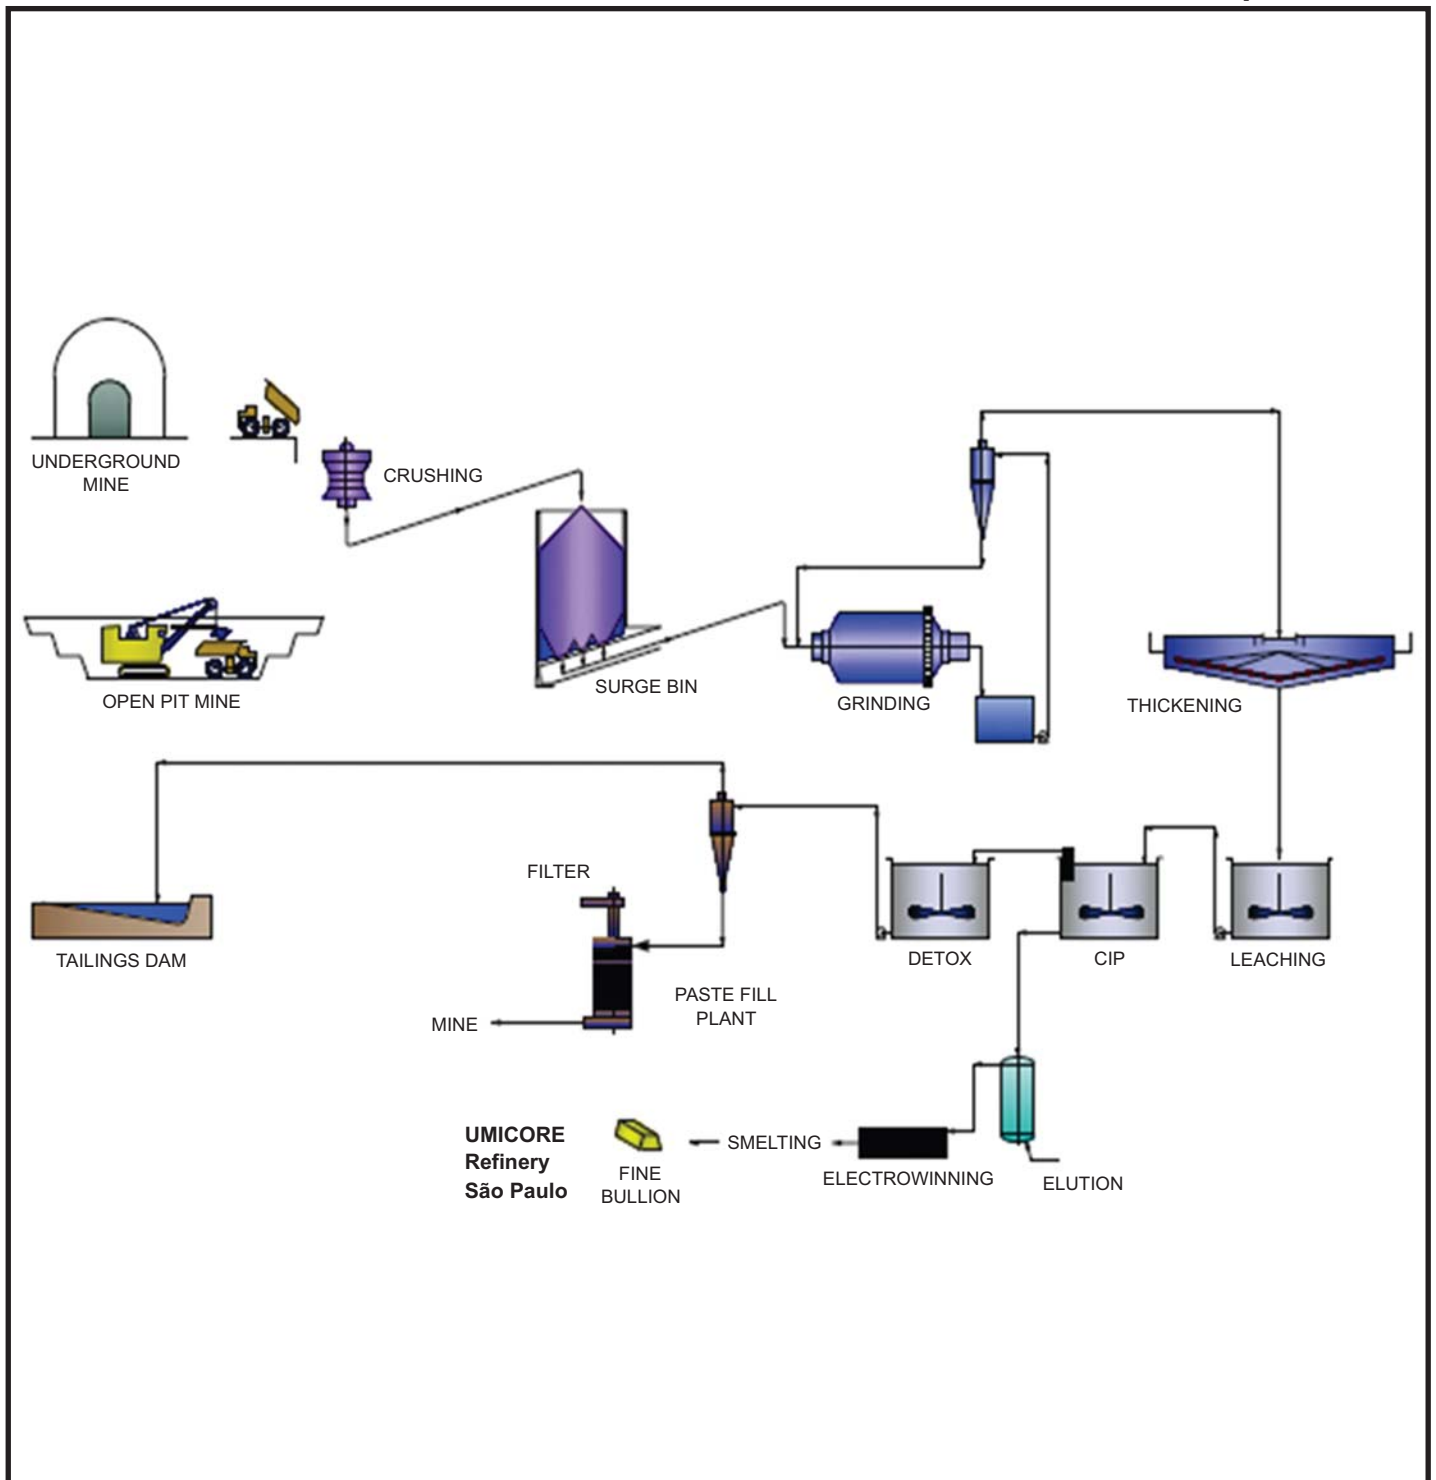 UNDERGROUND
MINE
CRUSHING
OPEN PIT MINE
SURGE BIN
GRINDING
THICKENING
FILTER
TAILINGS DAM
DETOX
CIP
LEACHING
PASTE FILL
PLANT
MINE
UMICORE
Refinery
São Paulo
FINE
BULLION
SMELTING
ELECTROWINNING
ELUTION